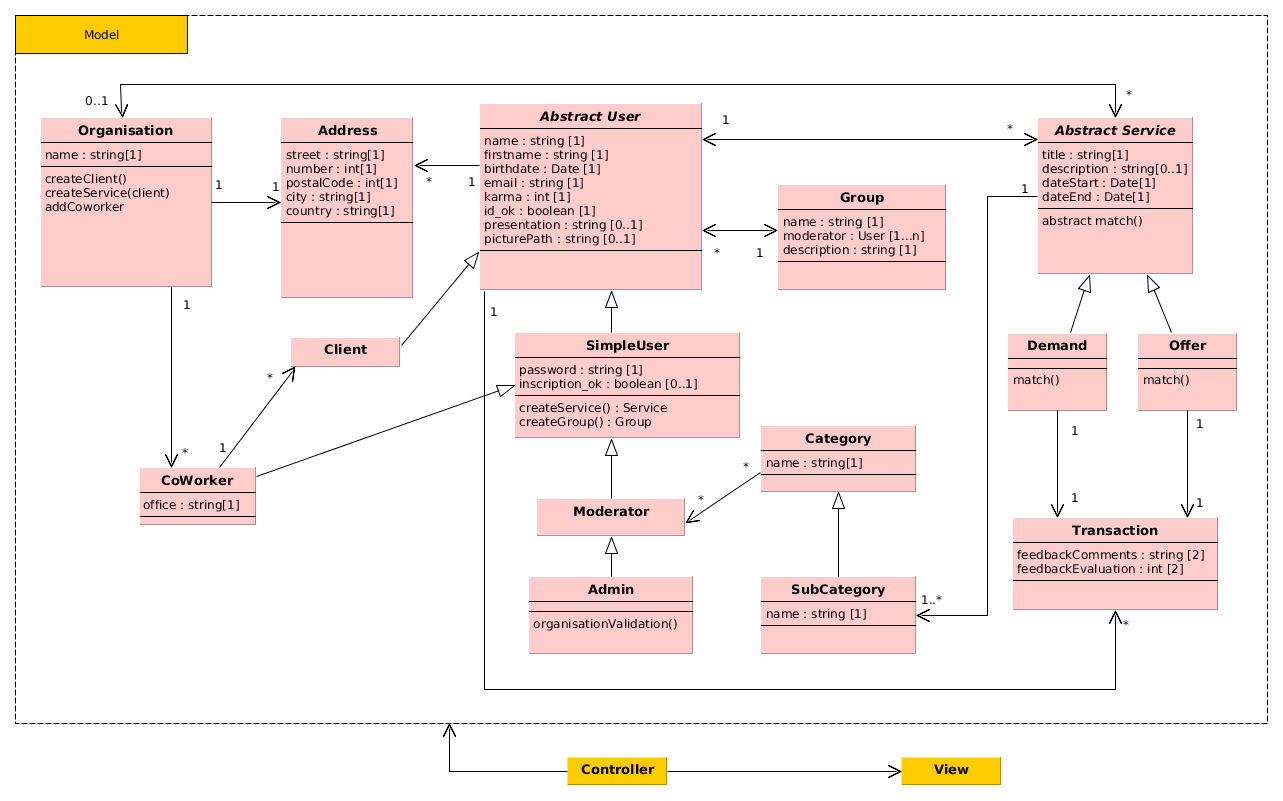 Model
0..1
*
Organisation
name : string[1]
createClient()
createService(client)
addCoworker
1
1
Address
street : string[1]
number : int[1]
postalCode : int[1]
city : string[1]
country : string[1]
*
1
Abstract User
name : string [1]
firstname : string [1]
birthdate : Date [1]
email : string [1]
karma : int [1]
id_ok : boolean [1]
presentation : string [0..1]
picturePath : string [0..1]
1
*
Abstract Service
title : string[1]
description : string[0..1]
dateStart : Date[1]
dateEnd : Date[1]
abstract match()
1
Group
name : string [1]
moderator : User [1...n]
description : string [1]
*
1
1
1
Client
*
1
*
CoWorker
office : string[1]
SimpleUser
password : string [1]
inscription_ok : boolean [0..1]
createService() : Service
createGroup() : Group
Demand
match()
Offer
match()
1
1
1
1
Category
name : string[1]
*
*
Moderator
Admin
organisationValidation()
SubCategory
name : string [1]
1..*
Transaction
feedbackComments : string [2]
feedbackEvaluation : int [2]
*
Controller
View